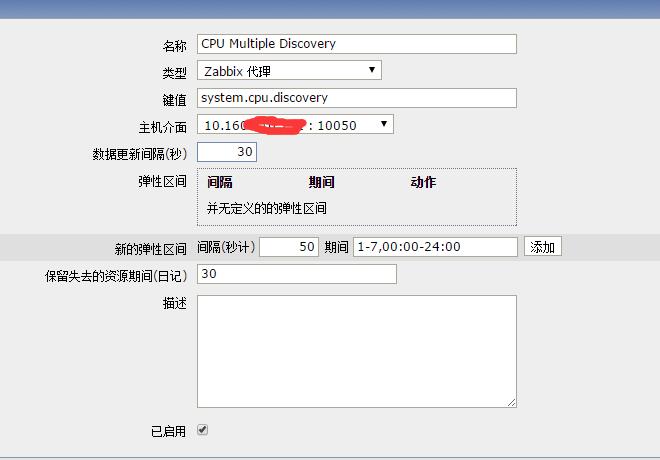 名称 CPU Multiple Discovery
类型 Zabbix 代理
键值 system.cpu.discovery
主机介面 10.160 : 10050
数据更新间隔(秒) 30
弹性区间 间隔 期间 动作
并无定义的的弹性区间
新的弹性区间 间隔(秒计) 50 期间 1-7,00:00-24:00 添加
保留失去的资源期间(日记) 30
描述
已启用